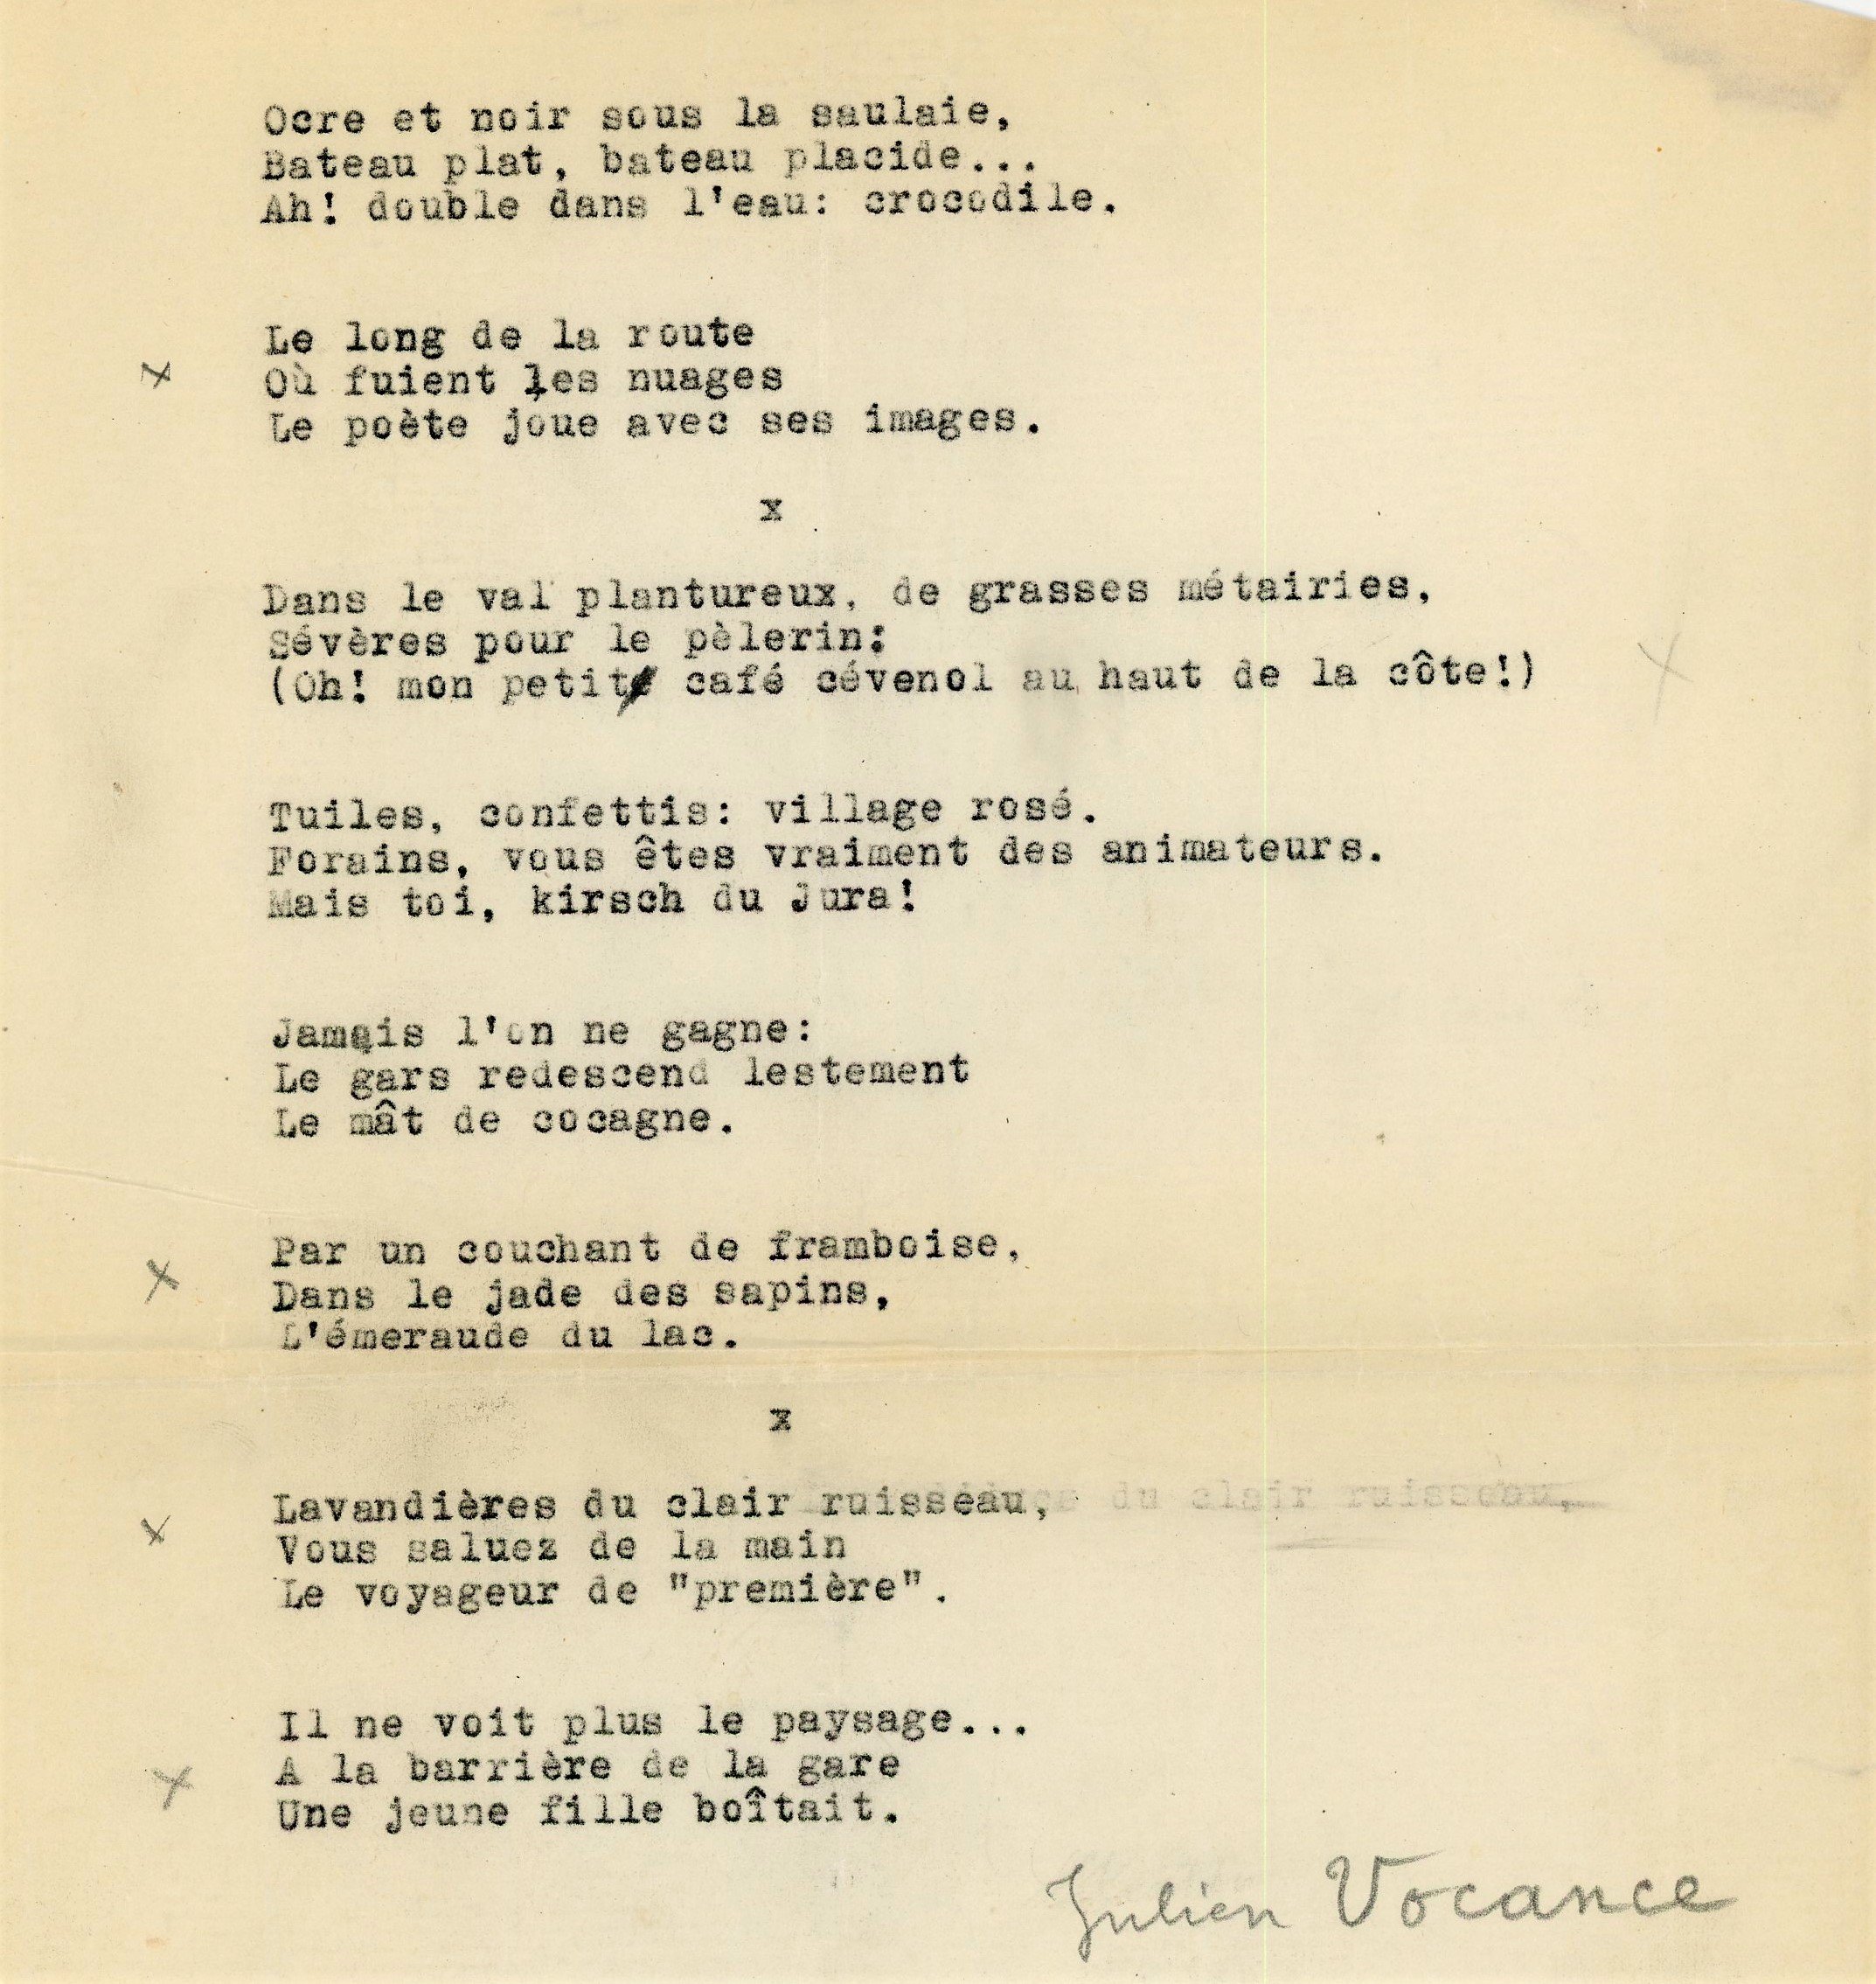 Ocre et noir sous la saulaie,
Bateau plat, bateau placide...
Ah! double dans l'eau: crocodile.
Le long de la route
Où fuient les nuages
Le poète joue avec ses images.
x
Dans le val plantureux, de grasses métairies,
Sévères pour le pèlerin:
(Oh! mon petit café cévenol au haut de la côte!)
Tuiles, confettis: village rosé.
Forains, vous êtes vraiment des animateurs.
Mais toi, kirsch du Jura!
Jamais l'on ne gagne:
Le gars redescend lestement
Le mât de cocagne.
Par un couchant de framboise,
Dans le jade des sapins,
L'émeraude du lac.
x
Lavandières du clair ruisseau, du clair ruisseau,
Vous saluez de la main
Le voyageur de "première".
Il ne voit plus le paysage...
A la barrière de la gare
Une jeune fille boîtait.
Julien Vocance